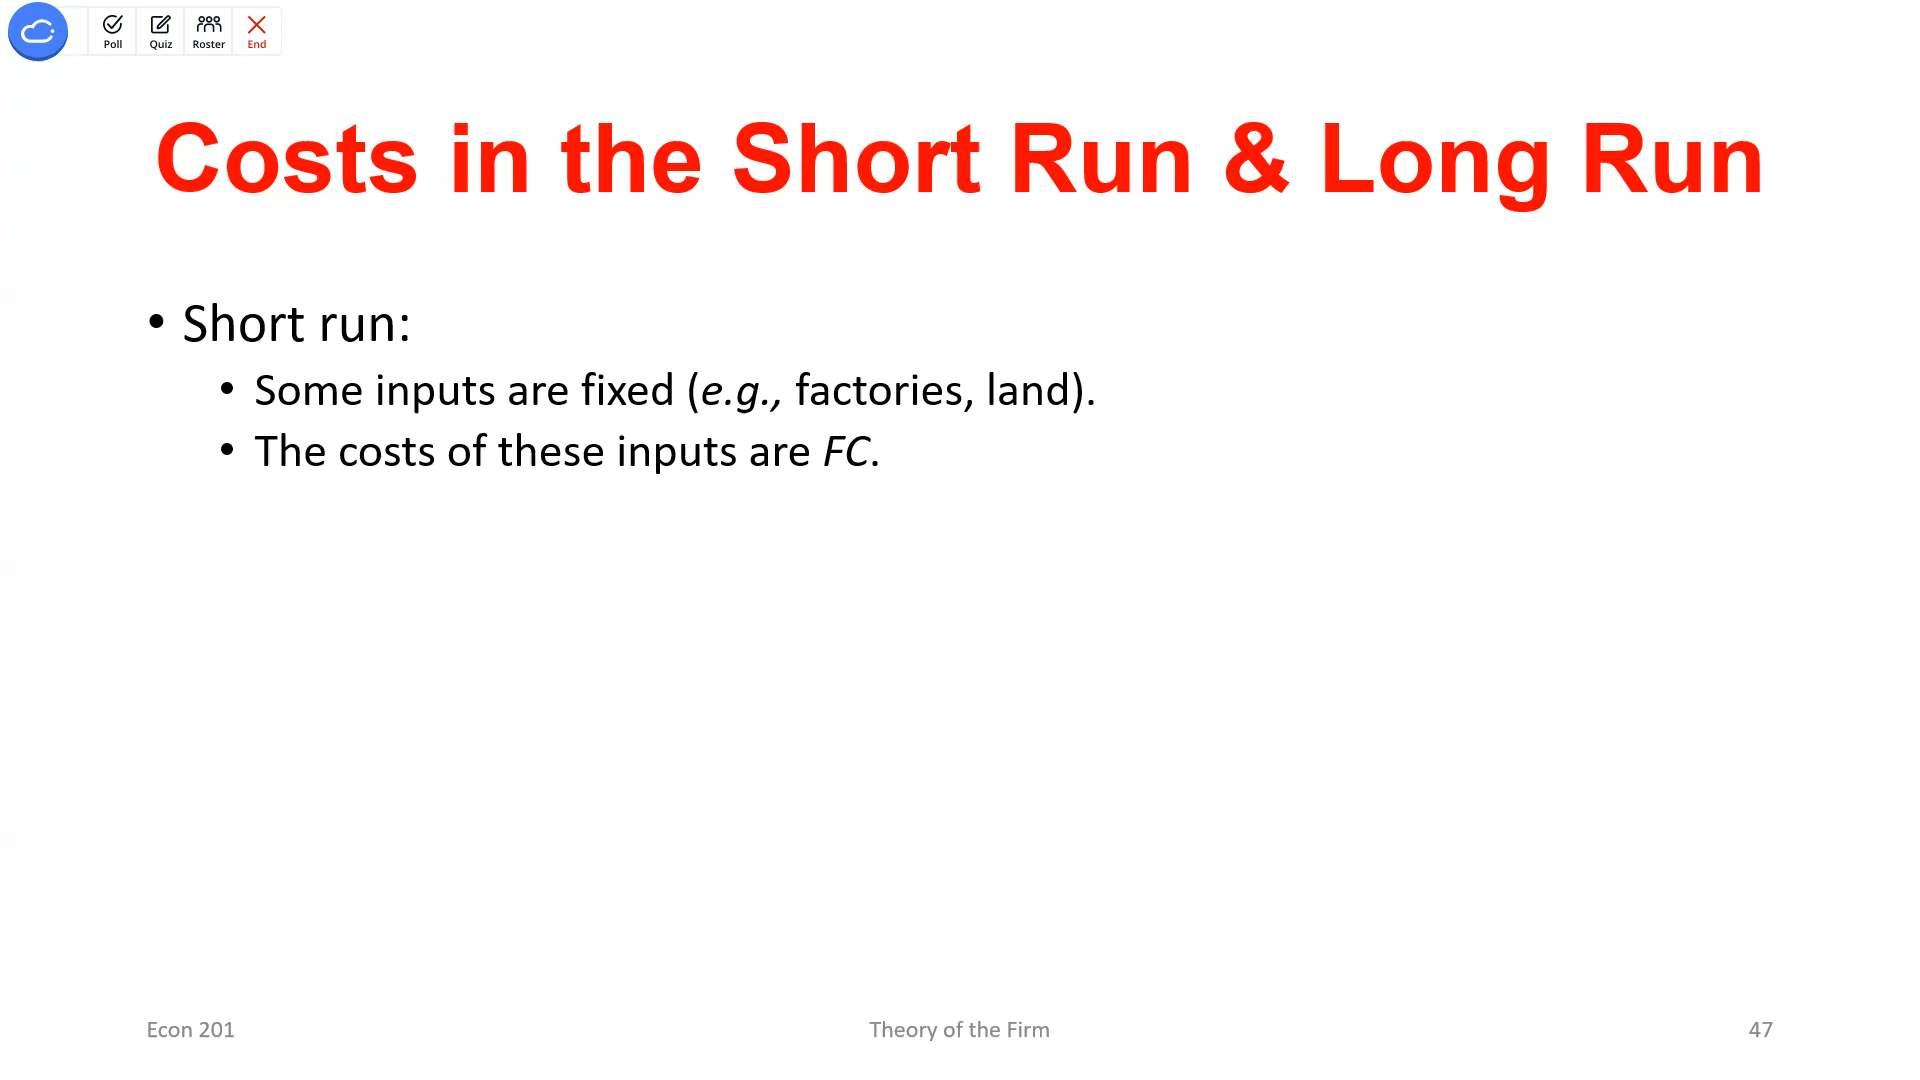 Poll Quiz Roster End
Costs in the Short Run & Long Run
• Short run:
• Some inputs are fixed (e.g., factories, land).
• The costs of these inputs are FC.
Econ 201 Theory of the Firm 47